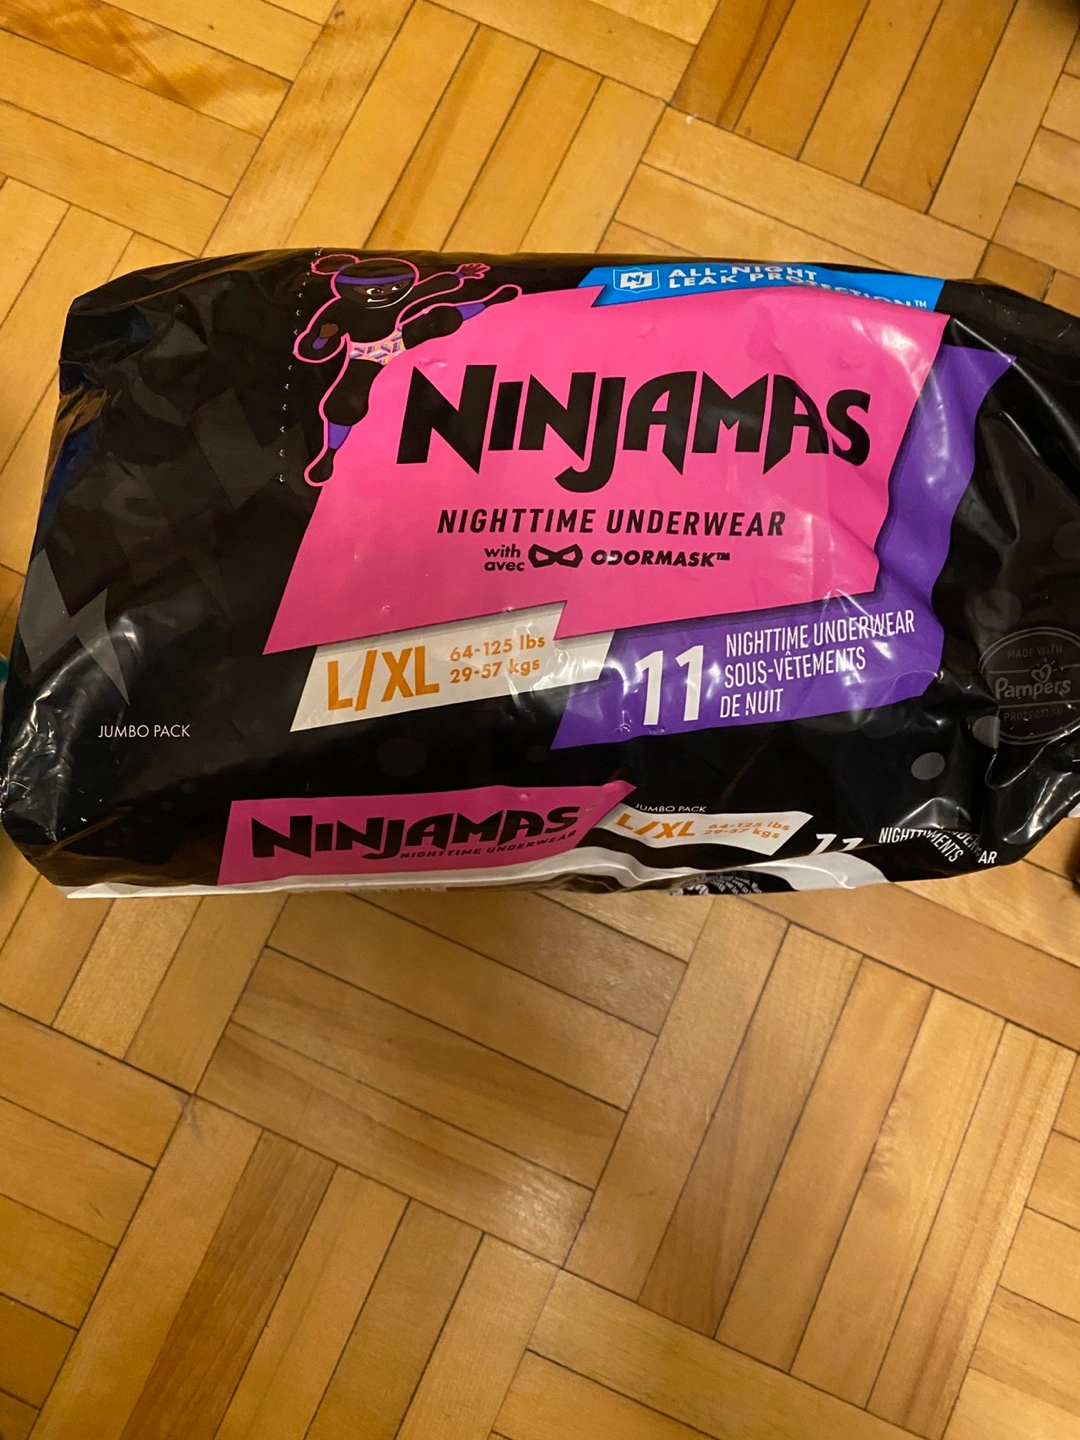 ALL-NIGHT
LEAK PROTECTION™
NINJAMAS
NIGHTTIME UNDERWEAR
with
avec
ODORMASK™
L/XL
64-125 lbs
29-57 kgs
11
NIGHTTIME UNDERWEAR
SOUS-VÊTEMENTS
DE NUIT
MADE WITH
Pampers
PROTECTION
JUMBO PACK
NINJAMAS
NIGHTTIME UNDERWEAR
JUMBO PACK
L/XL
64-125 lbs
29-57 kgs
11